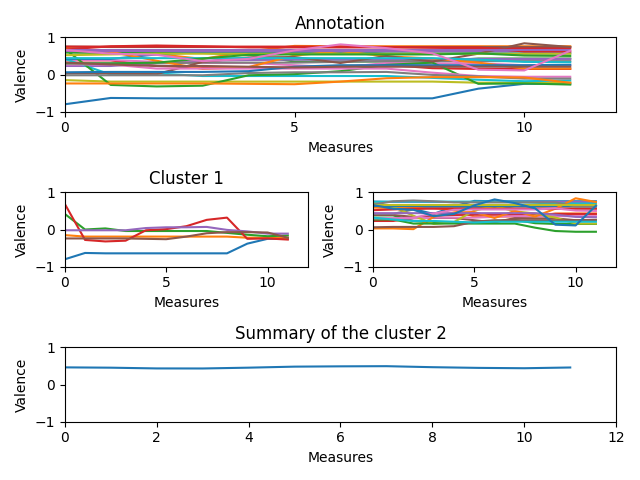 Annotation
1
0
-1
Valence
0 5 10
Measures
Cluster 1
1
0
-1
Valence
0 5 10
Measures
Cluster 2
1
0
-1
Valence
0 5 10
Measures
Summary of the cluster 2
1
0
-1
Valence
0 2 4 6 8 10 12
Measures